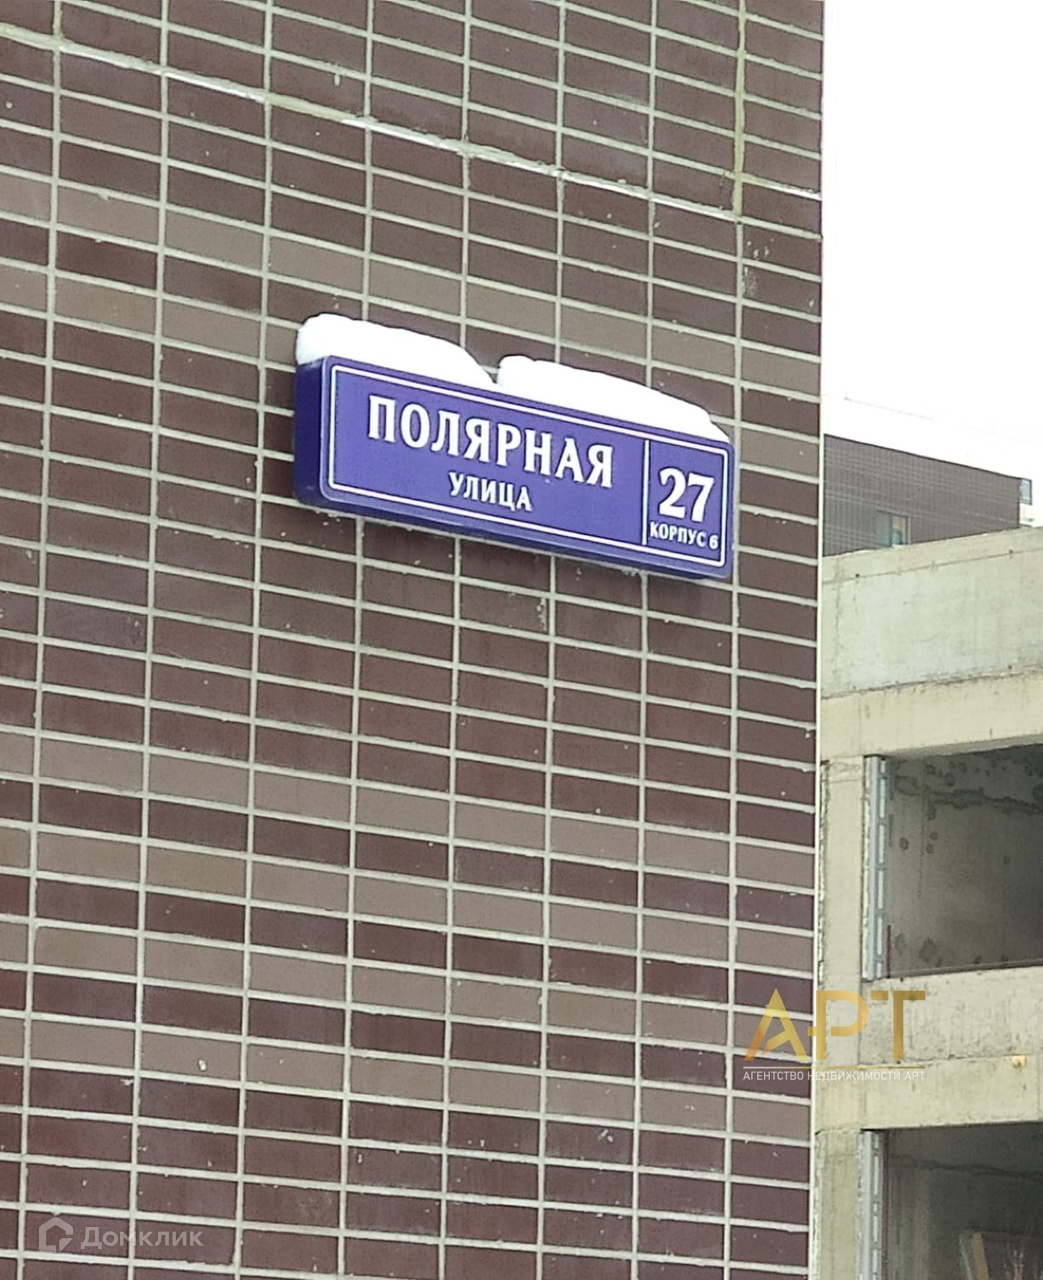 ПОЛЯРНАЯ
УЛИЦА
27
КОРПУС 6
АРТ
АГЕНТСТВО НЕДВИЖИМОСТИ АРТ
Домклик